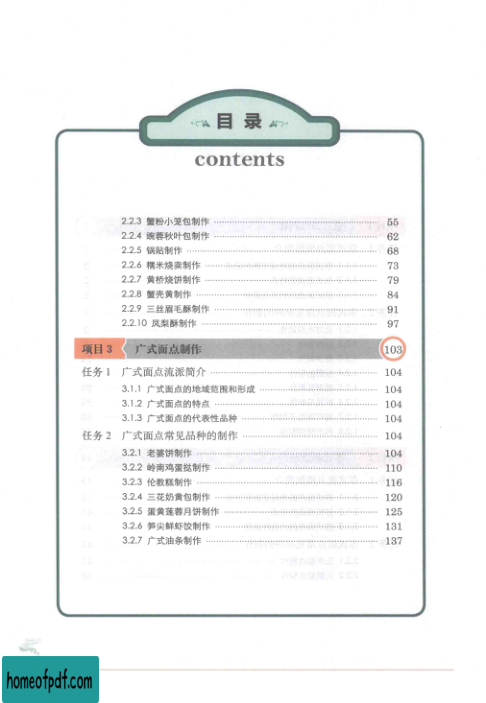 目录
contents
2.2.3 蟹粉小笼包制作 55
2.2.4 豌蓉秋叶包制作 62
2.2.5 锅贴制作 68
2.2.6 糯米烧卖制作 73
2.2.7 黄桥烧饼制作 79
2.2.8 蟹壳黄制作 84
2.2.9 三丝眉毛酥制作 91
2.2.10 凤梨酥制作 97
项目 3 广式面点制作 103
任务 1 广式面点流派简介 104
3.1.1 广式面点的地域范围和形成 104
3.1.2 广式面点的特点 104
3.1.3 广式面点的代表性品种 104
任务 2 广式面点常见品种的制作 104
3.2.1 老婆饼制作 104
3.2.2 岭南鸡蛋挞制作 110
3.2.3 伦教糕制作 116
3.2.4 三花奶黄包制作 120
3.2.5 蛋黄莲蓉月饼制作 125
3.2.6 笋尖鲜虾饺制作 131
3.2.7 广式油条制作 137
homeofpdf.com